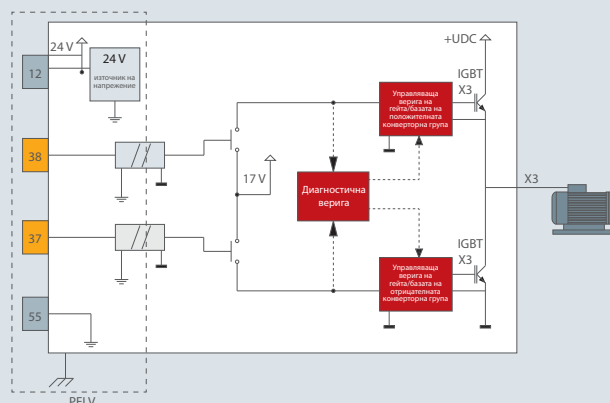 +UDC
24 V
24 V
източник на
напрежение
12
IGBT
X3
Управляваща
верига на
гейта/базата на
положителната
конверторна група
38
17 V
Диагностична
верига
X3
37
IGBT
X3
Управляваща
верига на
гейта/базата на
отрицателната
конверторна група
55
PELV